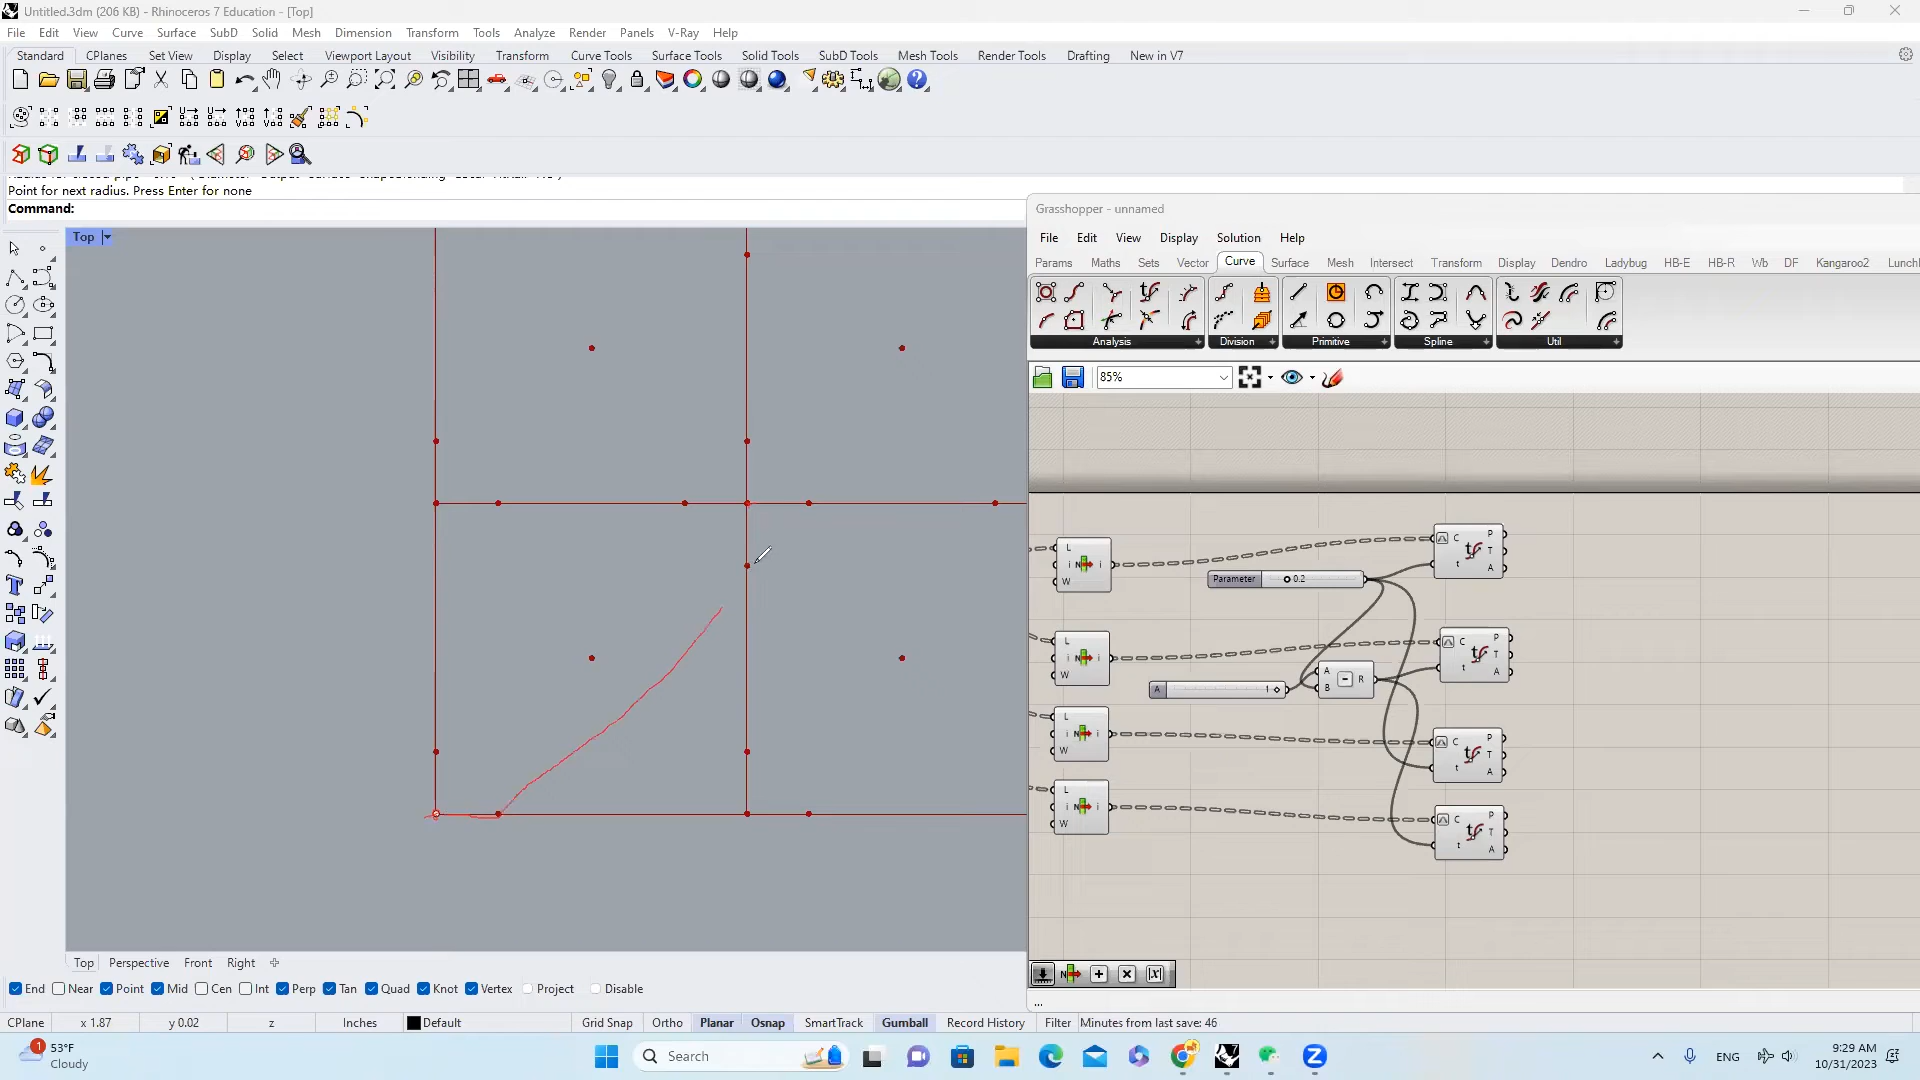 Untitled.3dm (206 KB) - Rhinoceros 7 Education - [Top]
File Edit View Curve Surface SubD Solid Mesh Dimension Transform Tools Analyze Render Panels V-Ray Help
Standard CPlanes Set View Display Select Viewport Layout Visibility Transform Curve Tools Surface Tools Solid Tools SubD Tools Mesh Tools Render Tools Drafting New in V7
Point for next radius. Press Enter for none
Command:
Top
Grasshopper - unnamed
File Edit View Display Solution Help
Params Maths Sets Vector Curve Surface Mesh Intersect Transform Display Dendro Ladybug HB-E HB-R Wb DF Kangaroo2 Lunch
Analysis Division Primitive Spline Util
85%
L
i N i
W
Parameter 0.2
C P
T
t A
L
i N i
W
A 1
A
B R
C P
T
t A
L
i N i
W
C P
T
t A
L
i N i
W
C P
T
t A
Top Perspective Front Right
End Near Point Mid Cen Int Perp Tan Quad Knot Vertex Project Disable
...
CPlane x 1.87 y 0.02 z Inches Default Grid Snap Ortho Planar Osnap SmartTrack Gumball Record History Filter Minutes from last save: 46
1
53°F
Cloudy
Search
ENG
9:29 AM
10/31/2023